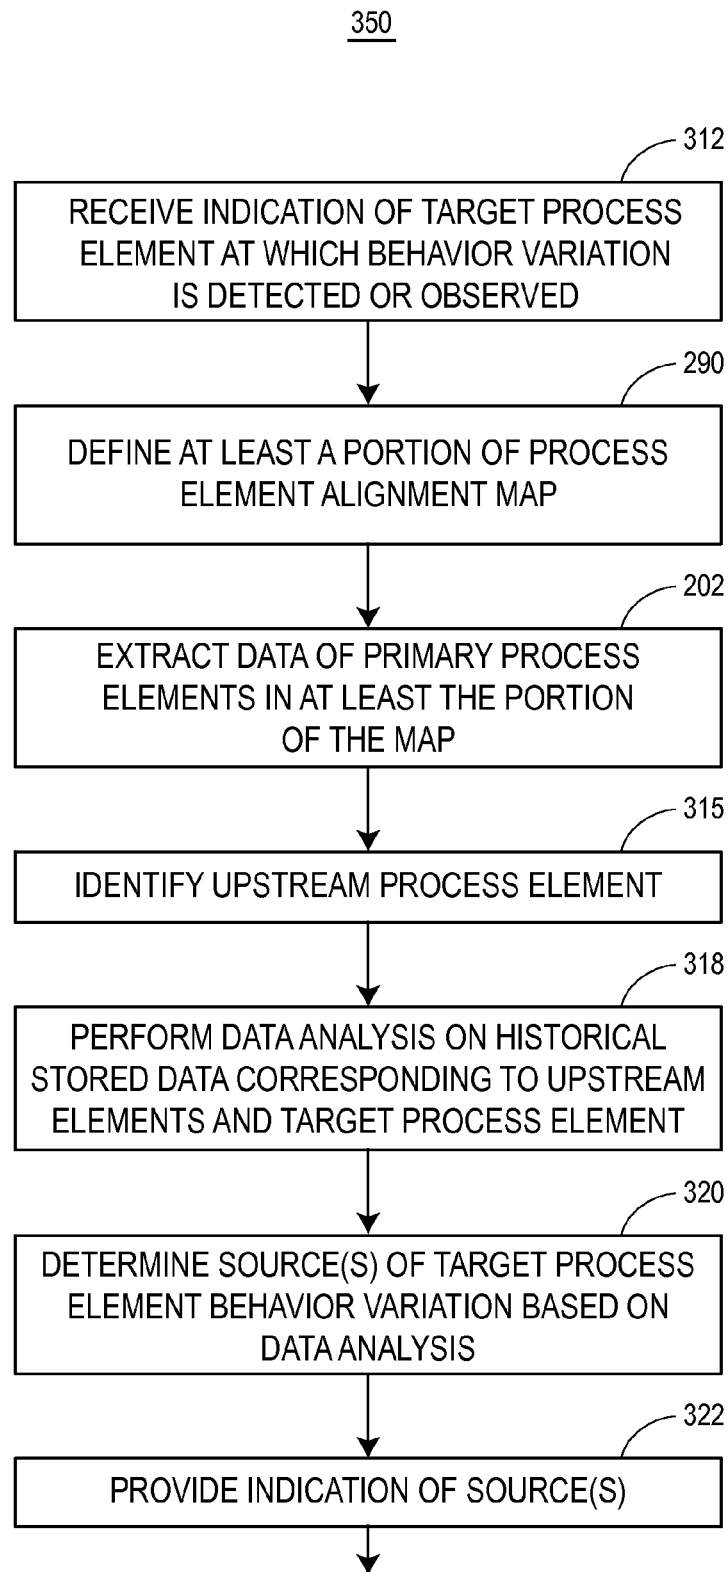 350
312
RECEIVE INDICATION OF TARGET PROCESS
ELEMENT AT WHICH BEHAVIOR VARIATION
IS DETECTED OR OBSERVED
290
DEFINE AT LEAST A PORTION OF PROCESS
ELEMENT ALIGNMENT MAP
202
EXTRACT DATA OF PRIMARY PROCESS
ELEMENTS IN AT LEAST THE PORTION
OF THE MAP
315
IDENTIFY UPSTREAM PROCESS ELEMENT
318
PERFORM DATA ANALYSIS ON HISTORICAL
STORED DATA CORRESPONDING TO UPSTREAM
ELEMENTS AND TARGET PROCESS ELEMENT
320
DETERMINE SOURCE(S) OF TARGET PROCESS
ELEMENT BEHAVIOR VARIATION BASED ON
DATA ANALYSIS
322
PROVIDE INDICATION OF SOURCE(S)